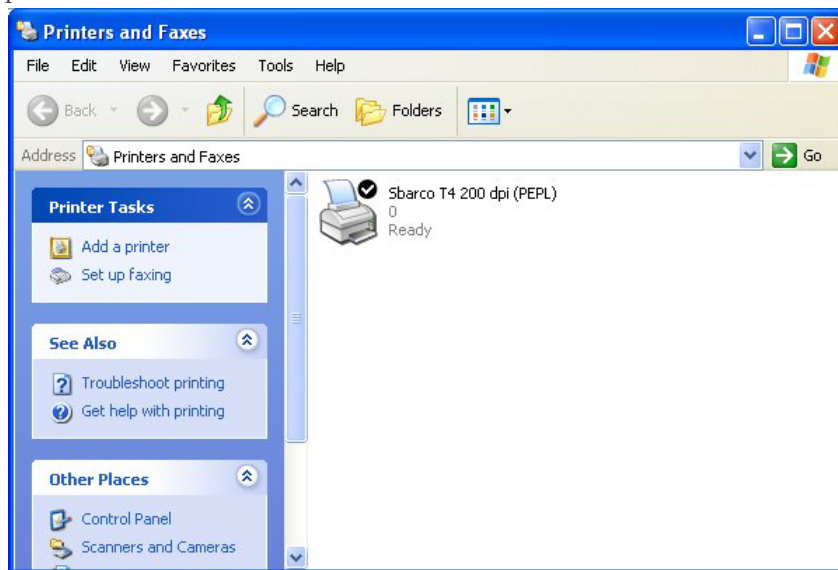 Printers and Faxes
File Edit View Favorites Tools Help
Back Search Folders
Address Printers and Faxes Go
Printer Tasks
Add a printer
Set up faxing
See Also
Troubleshoot printing
Get help with printing
Other Places
Control Panel
Scanners and Cameras
Sbarco T4 200 dpi (PEPL)
0
Ready